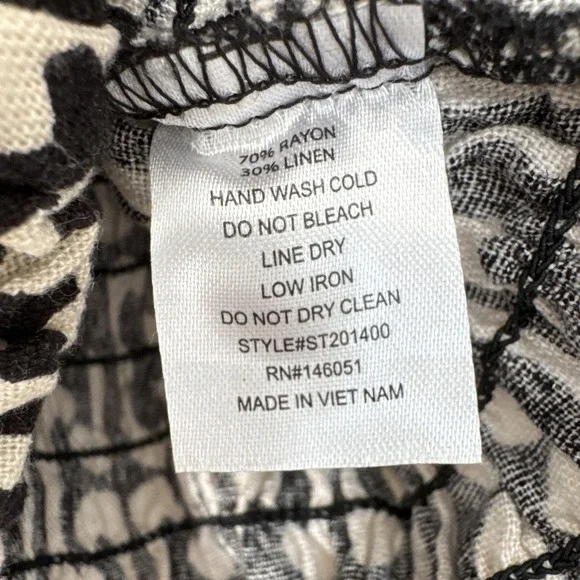 70% RAYON
30% LINEN
HAND WASH COLD
DO NOT BLEACH
LINE DRY
LOW IRON
DO NOT DRY CLEAN
STYLE#ST201400
RN#146051
MADE IN VIET NAM